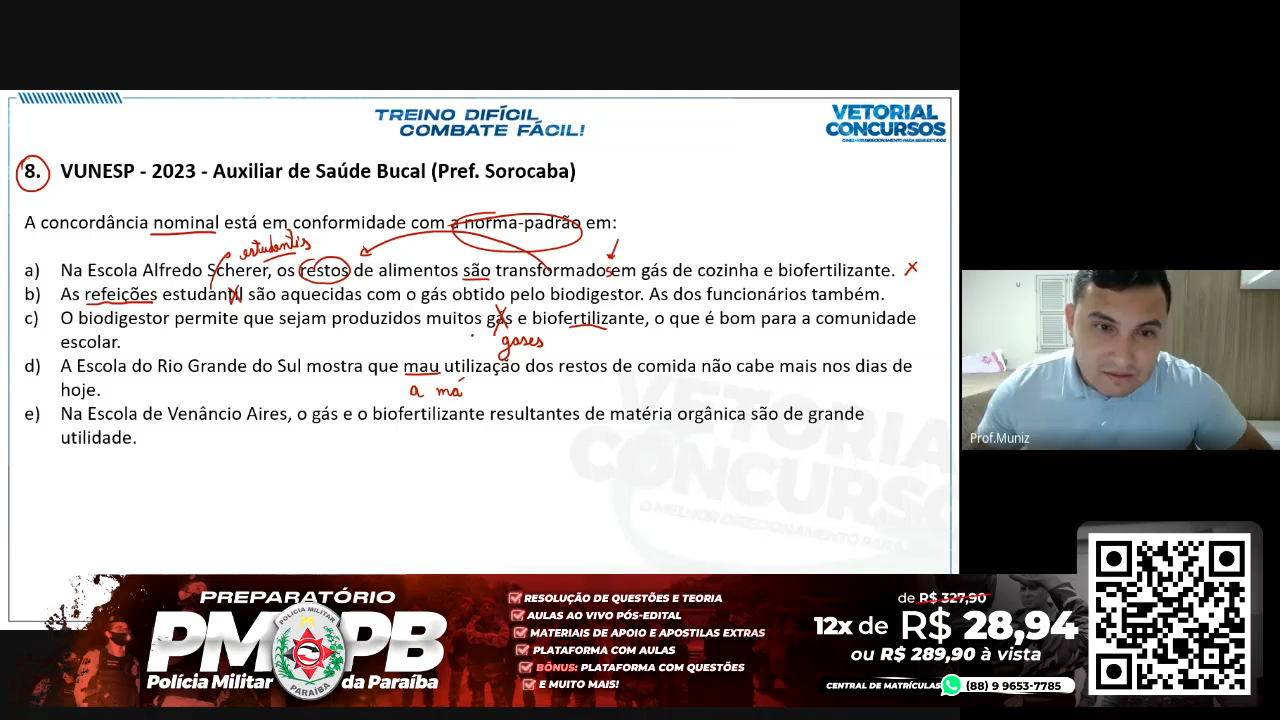 TREINO DIFÍCIL
COMBATE FÁCIL!
VETORIAL
CONCURSOS
8. VUNESP - 2023 - Auxiliar de Saúde Bucal (Pref. Sorocaba)
A concordância nominal está em conformidade com a norma-padrão em:
estudantis
a) Na Escola Alfredo Scherer, os restos de alimentos são transformados em gás de cozinha e biofertilizante. X
b) As refeições estudantil são aquecidas com o gás obtido pelo biodigestor. As dos funcionários também.
c) O biodigestor permite que sejam produzidos muitos gás e biofertilizante, o que é bom para a comunidade
escolar.
gases
d) A Escola do Rio Grande do Sul mostra que mau utilização dos restos de comida não cabe mais nos dias de
hoje.
a má
e) Na Escola de Venâncio Aires, o gás e o biofertilizante resultantes de matéria orgânica são de grande
utilidade.
VETORIAL
CONCURSOS
Prof.Muniz
PREPARATÓRIO
PM PB
Polícia Militar da Paraíba
POLÍCIA MILITAR
PARAÍBA
RESOLUÇÃO DE QUESTÕES E TEORIA
AULAS AO VIVO PÓS-EDITAL
MATERIAIS DE APOIO E APOSTILAS EXTRAS
PLATAFORMA COM AULAS
BÔNUS: PLATAFORMA COM QUESTÕES
E MUITO MAIS!
de R$ 327,90
12x de R$ 28,94
ou R$ 289,90 à vista
CENTRAL DE MATRÍCULAS (88) 9 9653-7785